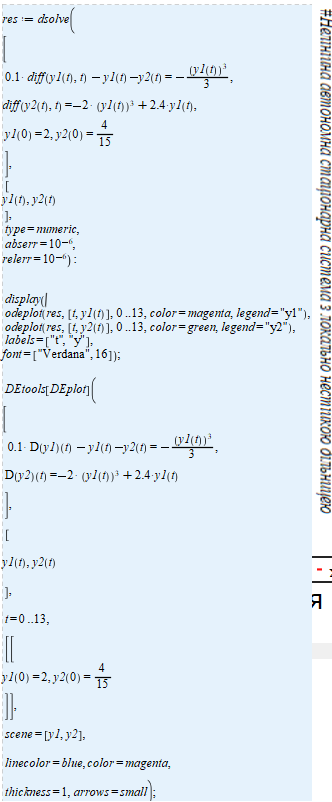 res := dsolve(
[
0.1· diff(y1(t), t) − y1(t) −y2(t) = − (y1(t))³/3 ,
diff(y2(t), t) =−2· (y1(t))³ + 2.4·y1(t),
y1(0) =2, y2(0) = 4/15
],
[
y1(t), y2(t)
],
type=numeric,
abserr = 10⁻⁶,
relerr = 10⁻⁶) :
display([
odeplot(res, [t, y1(t)], 0 ..13, color = magenta, legend="y1"),
odeplot(res, [t, y2(t)], 0 ..13, color = green, legend="y2"),
labels = ["t", "y"],
font = ["Verdana", 16]);
DEtools[DEplot](
[
0.1· D(y1)(t) − y1(t) −y2(t) = − (y1(t))³/3 ,
D(y2)(t) =−2· (y1(t))³ + 2.4·y1(t)
],
[
y1(t), y2(t)
],
t=0 ..13,
[[
y1(0) =2, y2(0) = 4/15
]],
scene = [y1, y2],
linecolor = blue, color = magenta,
thickness = 1, arrows = small);
#Нелінійна автономна стаціонарна система з локально нестійкою
Я